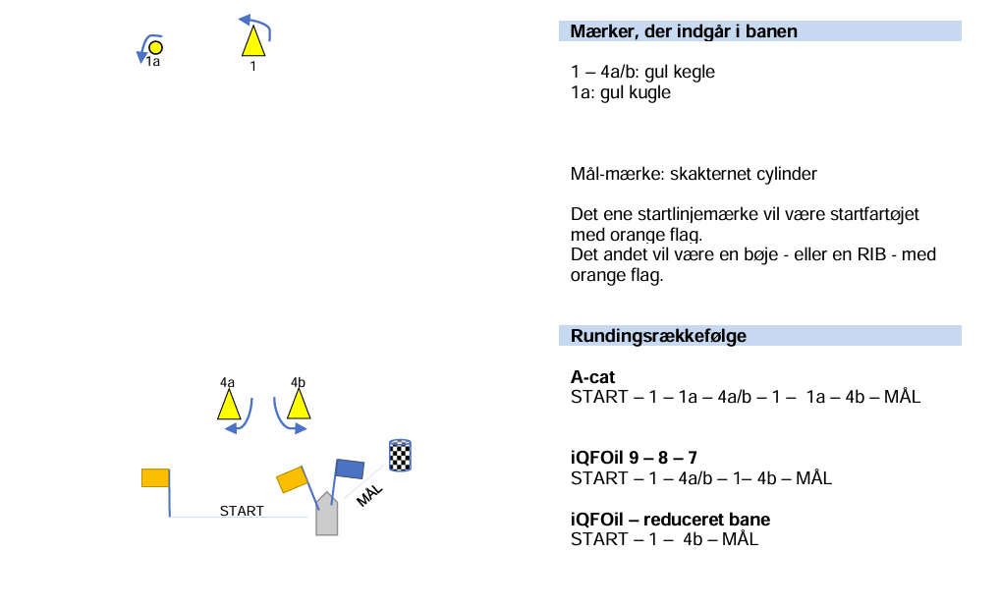 1a
1
4a
4b
START
MÅL
Mærker, der indgår i banen
1 – 4a/b: gul kegle
1a: gul kugle
Mål-mærke: skakternet cylinder
Det ene startlinjemærke vil være startfartøjet
med orange flag.
Det andet vil være en bøje - eller en RIB - med
orange flag.
Rundingsrækkefølge
A-cat
START – 1 – 1a – 4a/b – 1 – 1a – 4b – MÅL
iQFOil 9 – 8 – 7
START – 1 – 4a/b – 1– 4b – MÅL
iQFOil – reduceret bane
START – 1 – 4b – MÅL